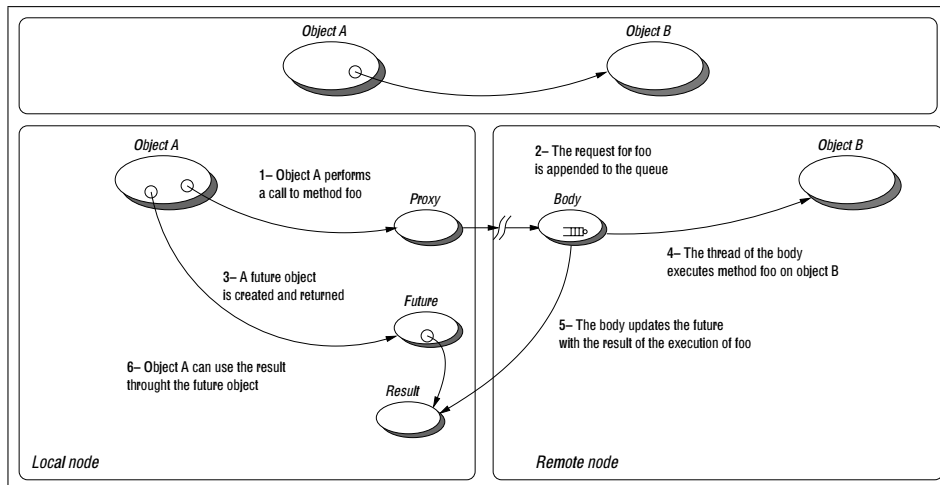 Object A
Object B
Object A
1– Object A performs
a call to method foo
Proxy
3– A future object
is created and returned
Future
6– Object A can use the result
throught the future object
Result
Local node
2– The request for foo
is appended to the queue
Object B
Body
4– The thread of the body
executes method foo on object B
5– The body updates the future
with the result of the execution of foo
Remote node